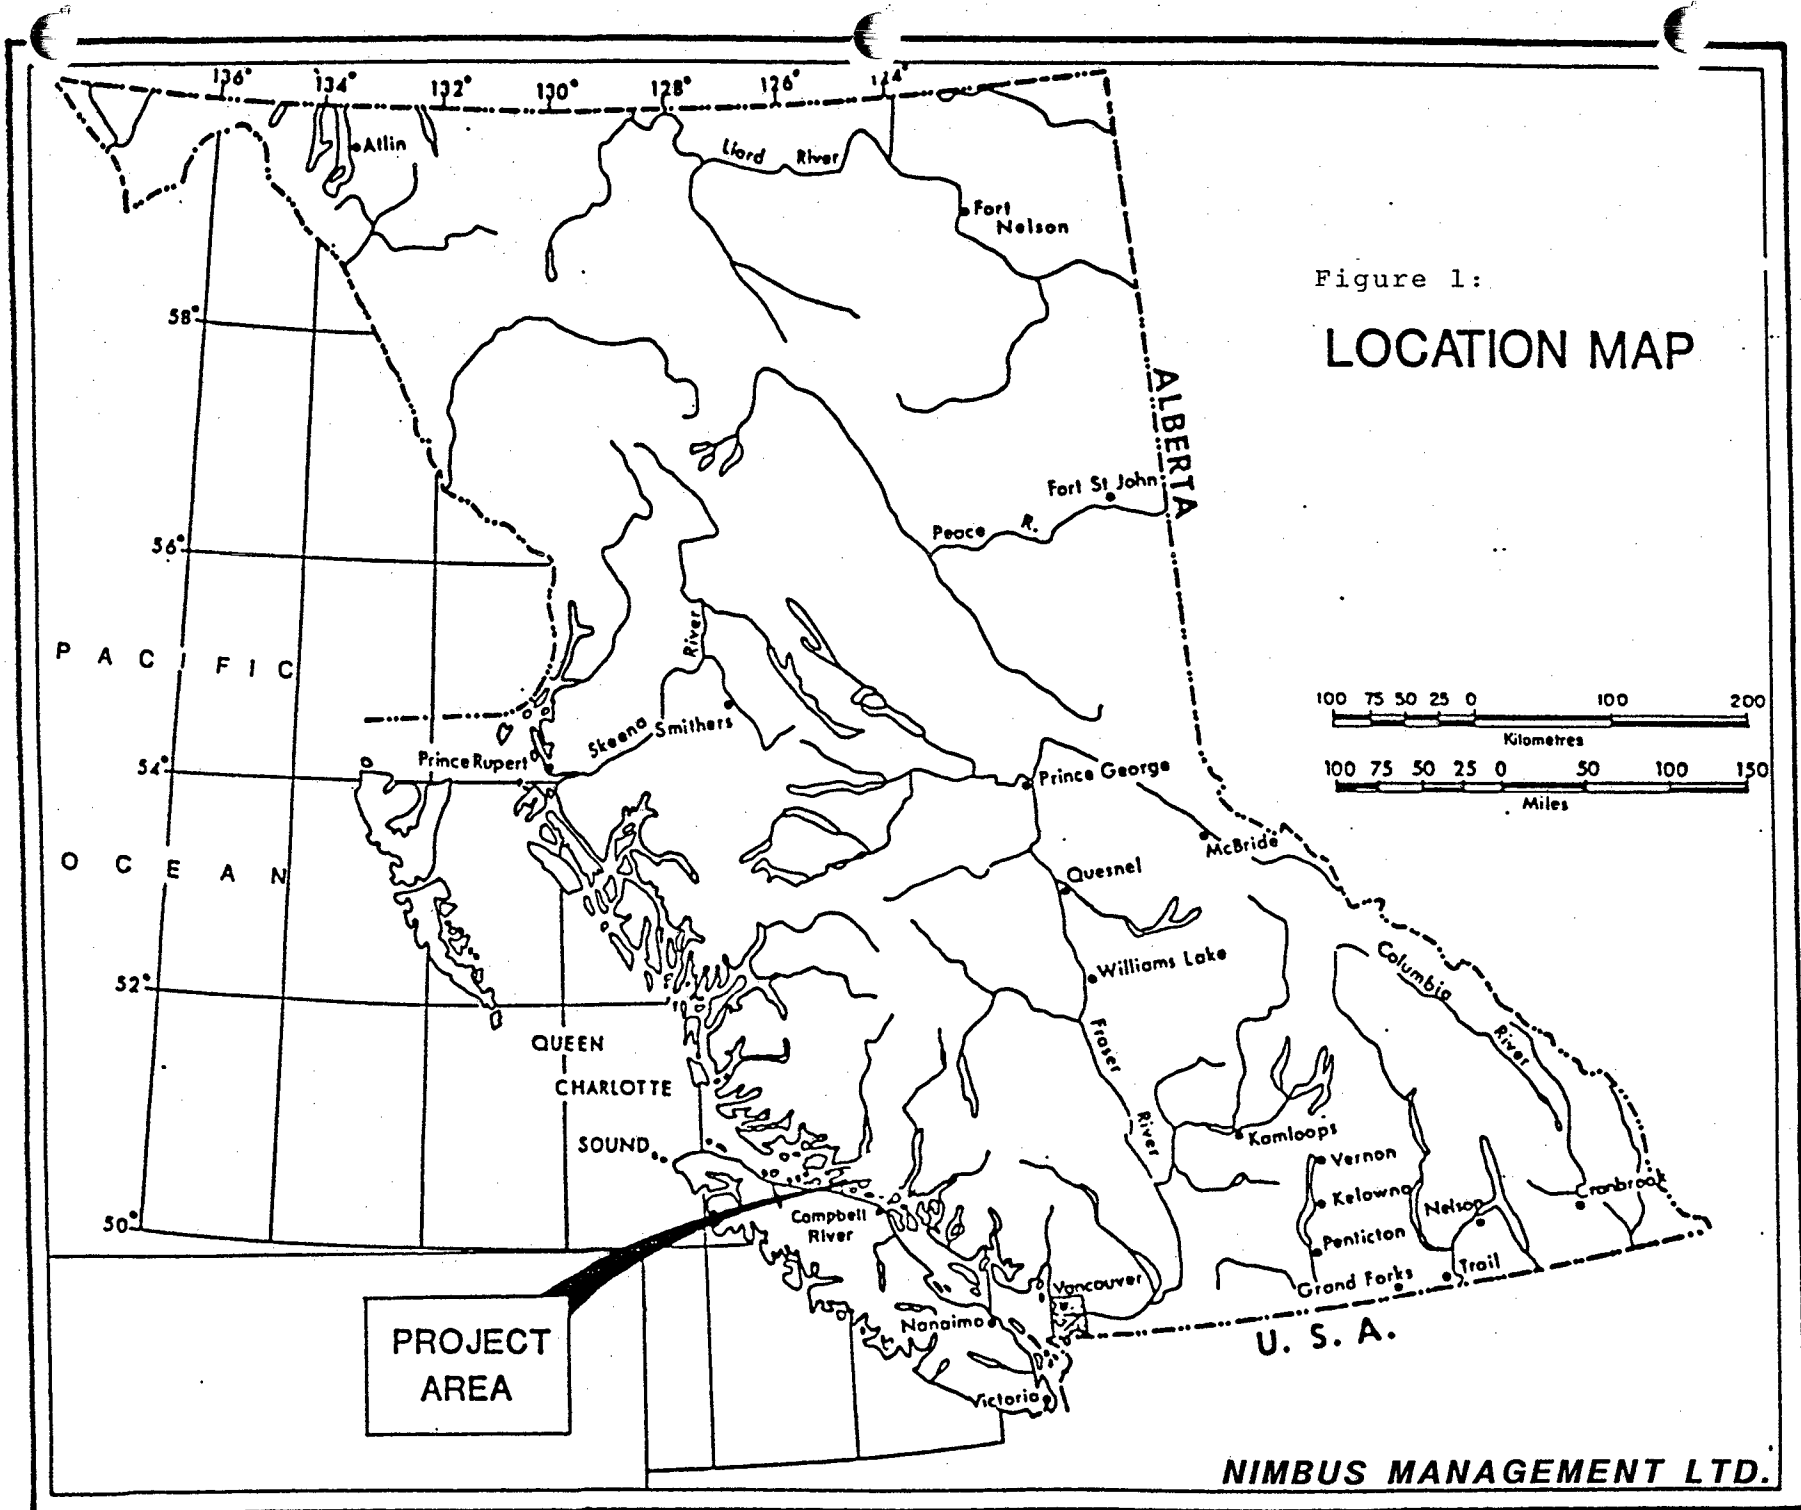 136° 134° 132° 130° 128° 126° 124°
Atlin
Liard River
Fort
Nelson
Figure 1:
58°
LOCATION MAP
ALBERTA
Fort St John
Peace R.
56°
River
PACIFIC
100 75 50 25 0 100 200
Kilometres
Skeena Smithers
Prince Rupert
54°
Prince George
100 75 50 25 0 50 100 150
Miles
McBride
OCEAN
Quesnel
Williams Lake
Columbia
River
52°
QUEEN
CHARLOTTE
SOUND
Fraser
River
Kamloops
Vernon
Kelowna
Nelson
Cranbrook
50°
Campbell
River
Penticton
Trail
Grand Forks
Vancouver
Nanaimo
U.S.A.
PROJECT
AREA
Victoria
NIMBUS MANAGEMENT LTD.